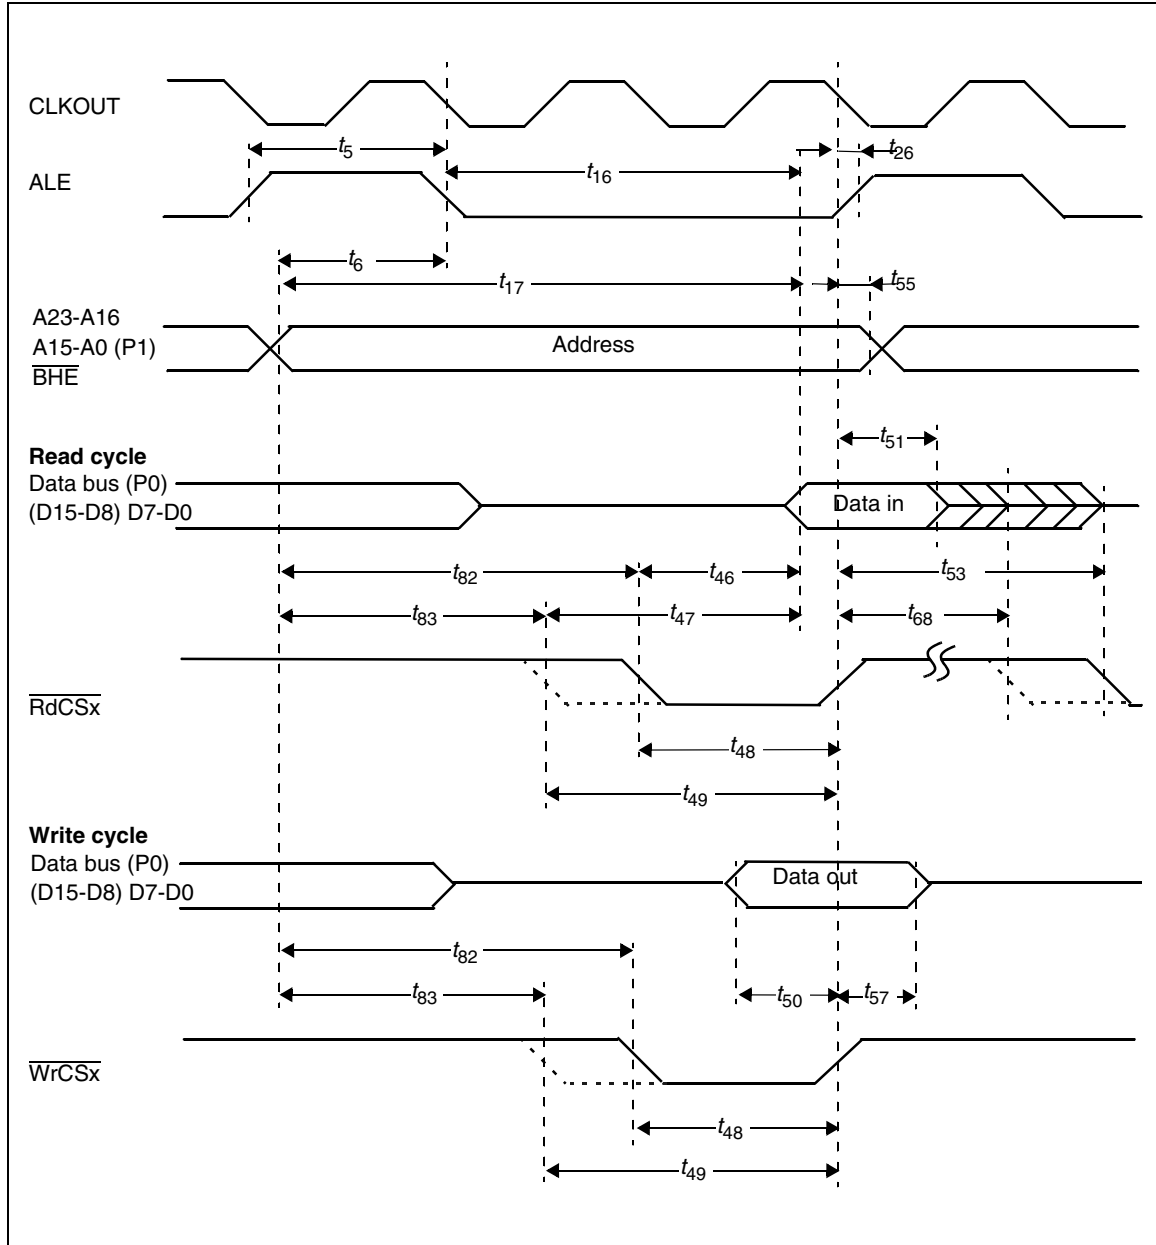 CLKOUT
t5
t26
ALE
t16
t6
t17
t55
A23-A16
A15-A0 (P1)
Address
BHE
t51
Read cycle
Data bus (P0)
Data in
(D15-D8) D7-D0
t82
t46
t53
t83
t47
t68
RdCSx
t48
t49
Write cycle
Data bus (P0)
Data out
(D15-D8) D7-D0
t82
t83
t50
t57
WrCSx
t48
t49